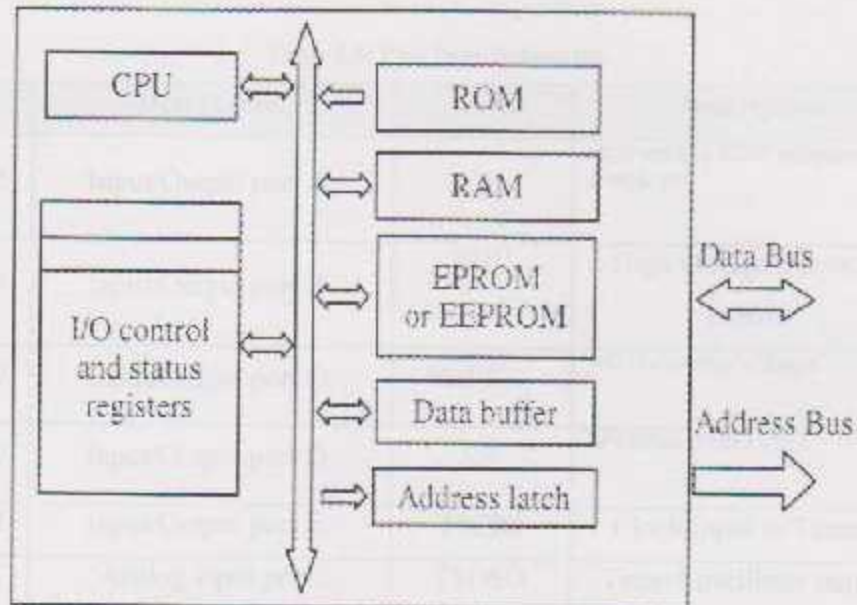 CPU
ROM
RAM
EPROM
or EEPROM
I/O control
and status
registers
Data buffer
Address latch
Data Bus
Address Bus